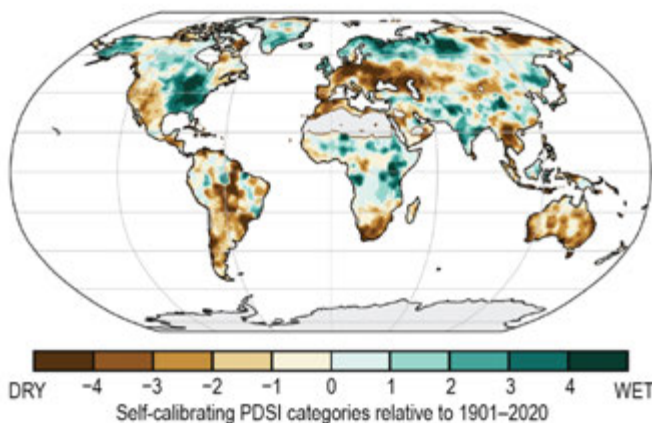 DRY −4 −3 −2 −1 0 1 2 3 4 WET
Self-calibrating PDSI categories relative to 1901–2020